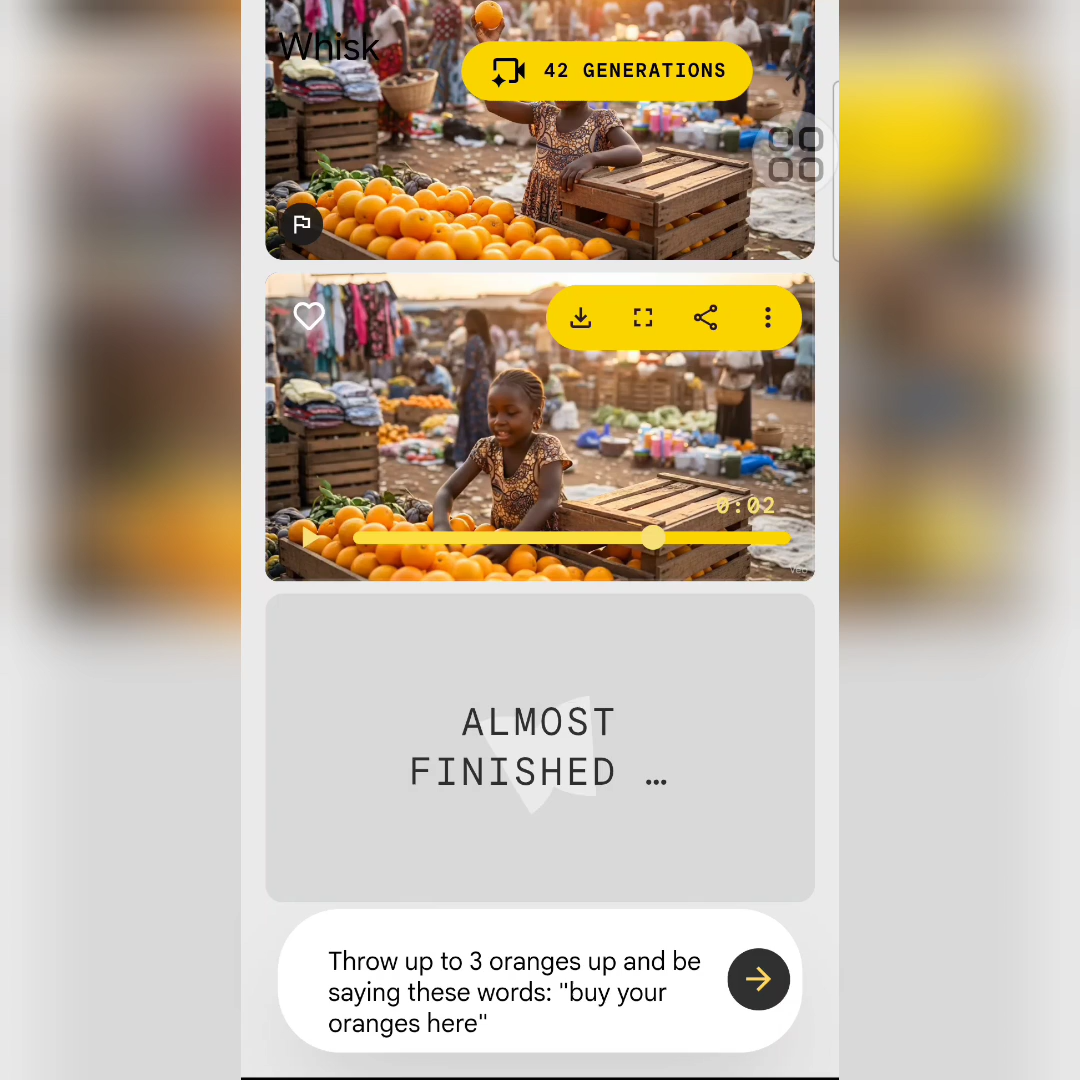 Whisk
42 GENERATIONS
0:02
Veo
ALMOST
FINISHED …
Throw up to 3 oranges up and be
saying these words: "buy your
oranges here"